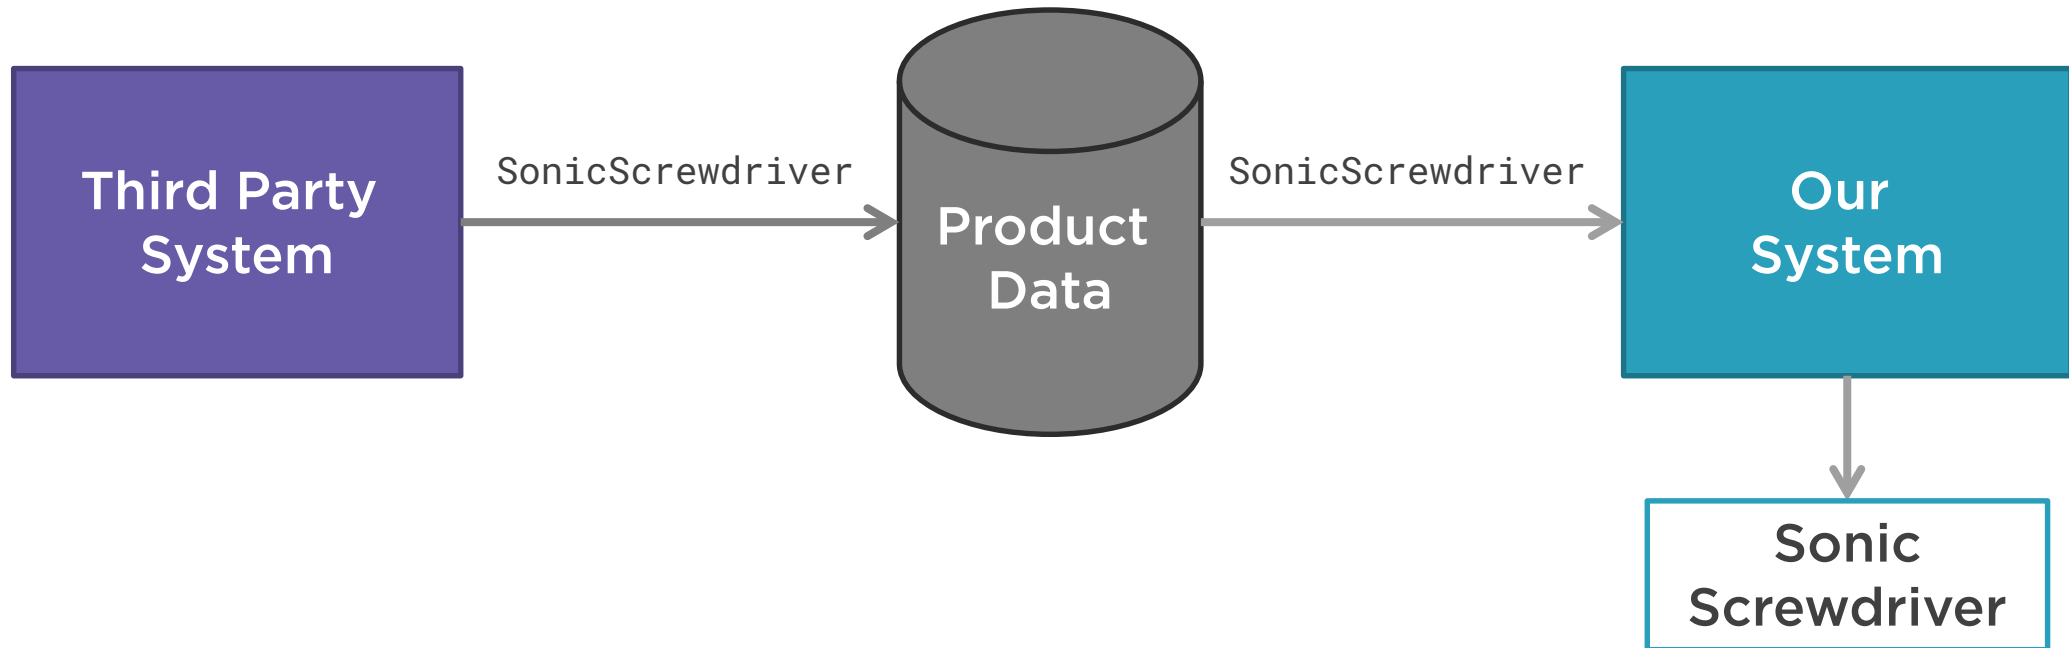 Third Party
System
SonicScrewdriver
Product
Data
SonicScrewdriver
Our
System
Sonic
Screwdriver